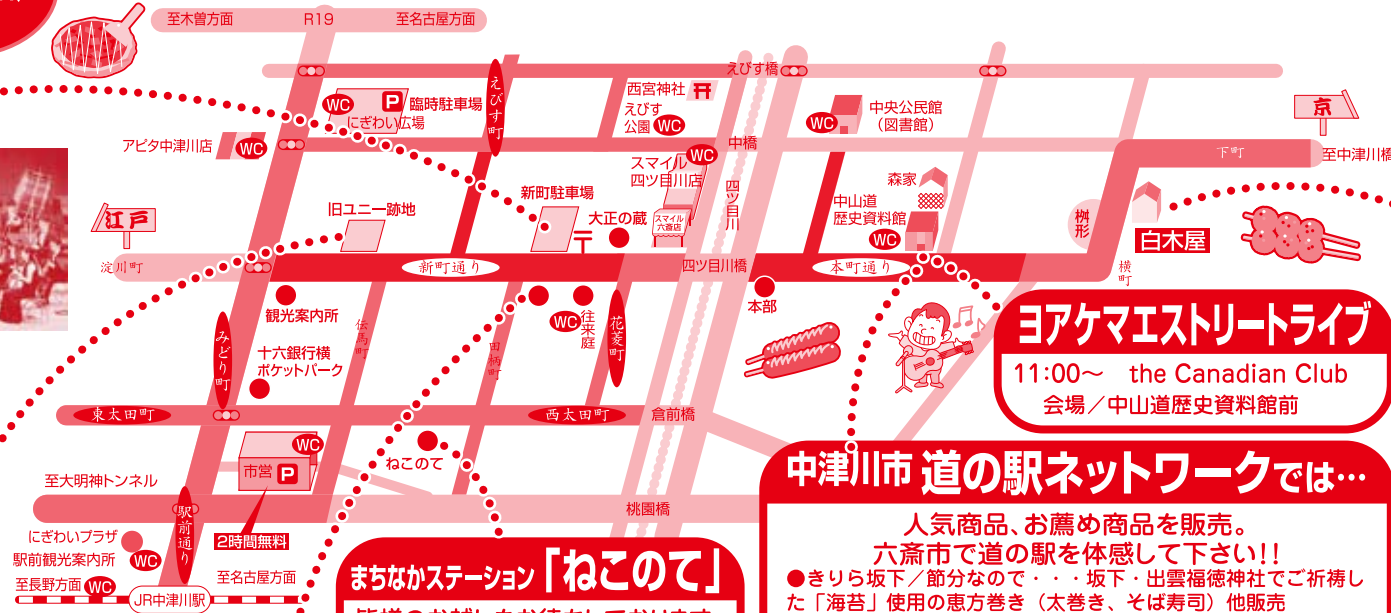 至木曽方面
R19
至名古屋方面
えびす橋
えびす町
WC
P
臨時駐車場
にぎわい広場
西宮神社
えびす
公園
WC
WC
中央公民館
(図書館)
京
アピタ中津川店
WC
中橋
下町
至中津川橋
スマイル
四ツ目川店
WC
新町駐車場
旧ユニー跡地
大正の蔵
スマイル
六斎店
四ツ目川
森家
中山道
歴史資料館
WC
桝形
白木屋
江戸
淀川町
新町通り
四ツ目川橋
本町通り
横町
観光案内所
本部
WC
往来庭
花菱町
伝馬町
田柄町
みどり町
十六銀行横
ポケットパーク
ヨアケマエストリートライブ
11:00〜 the Canadian Club
会場/中山道歴史資料館前
東太田町
西太田町
倉前橋
WC
市営
P
ねこのて
至大明神トンネル
桃園橋
駅前通り
2時間無料
にぎわいプラザ
駅前観光案内所
WC
至長野方面
WC
JR中津川駅
至名古屋方面
まちなかステーション「ねこのて」
中津川市 道の駅ネットワークでは…
人気商品、お薦め商品を販売。
六斎市で道の駅を体感して下さい!!
●きりら坂下/節分なので・・・坂下・出雲福徳神社でご祈祷し
た「海苔」使用の恵方巻き(太巻き、そば寿司)他販売